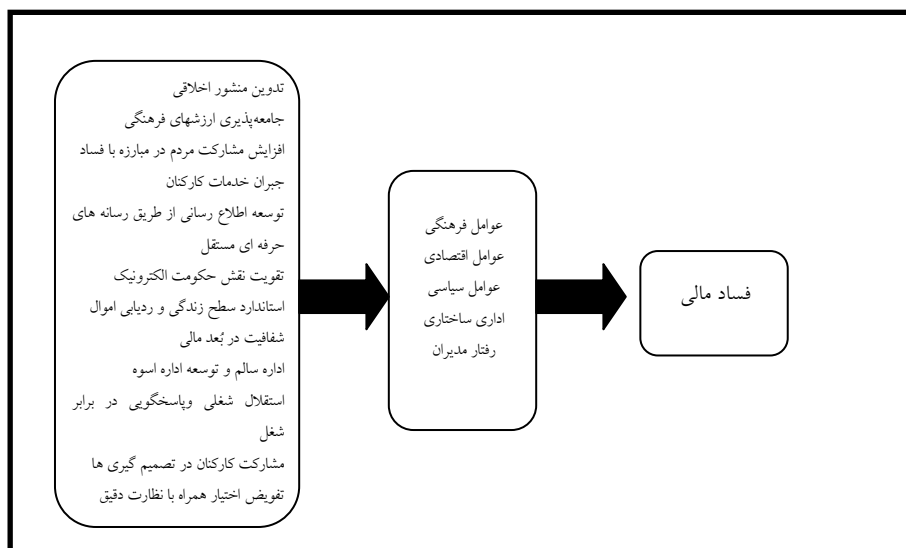 تدوین منشور اخلاقی
جامعه‌پذیری ارزشهای فرهنگی
افزایش مشارکت مردم در مبارزه با فساد
جبران خدمات کارکنان
توسعه اطلاع رسانی از طریق رسانه های
حرفه ای مستقل
تقویت نقش حکومت الکترونیک
استاندارد سطح زندگی و ردیابی اموال
شفافیت در بُعد مالی
اداره سالم و توسعه اداره اسوه
استقلال شغلی وپاسخگویی در برابر
شغل
مشارکت کارکنان در تصمیم گیری ها
تفویض اختیار همراه با نظارت دقیق
عوامل فرهنگی
عوامل اقتصادی
عوامل سیاسی
اداری ساختاری
رفتار مدیران
فساد مالی